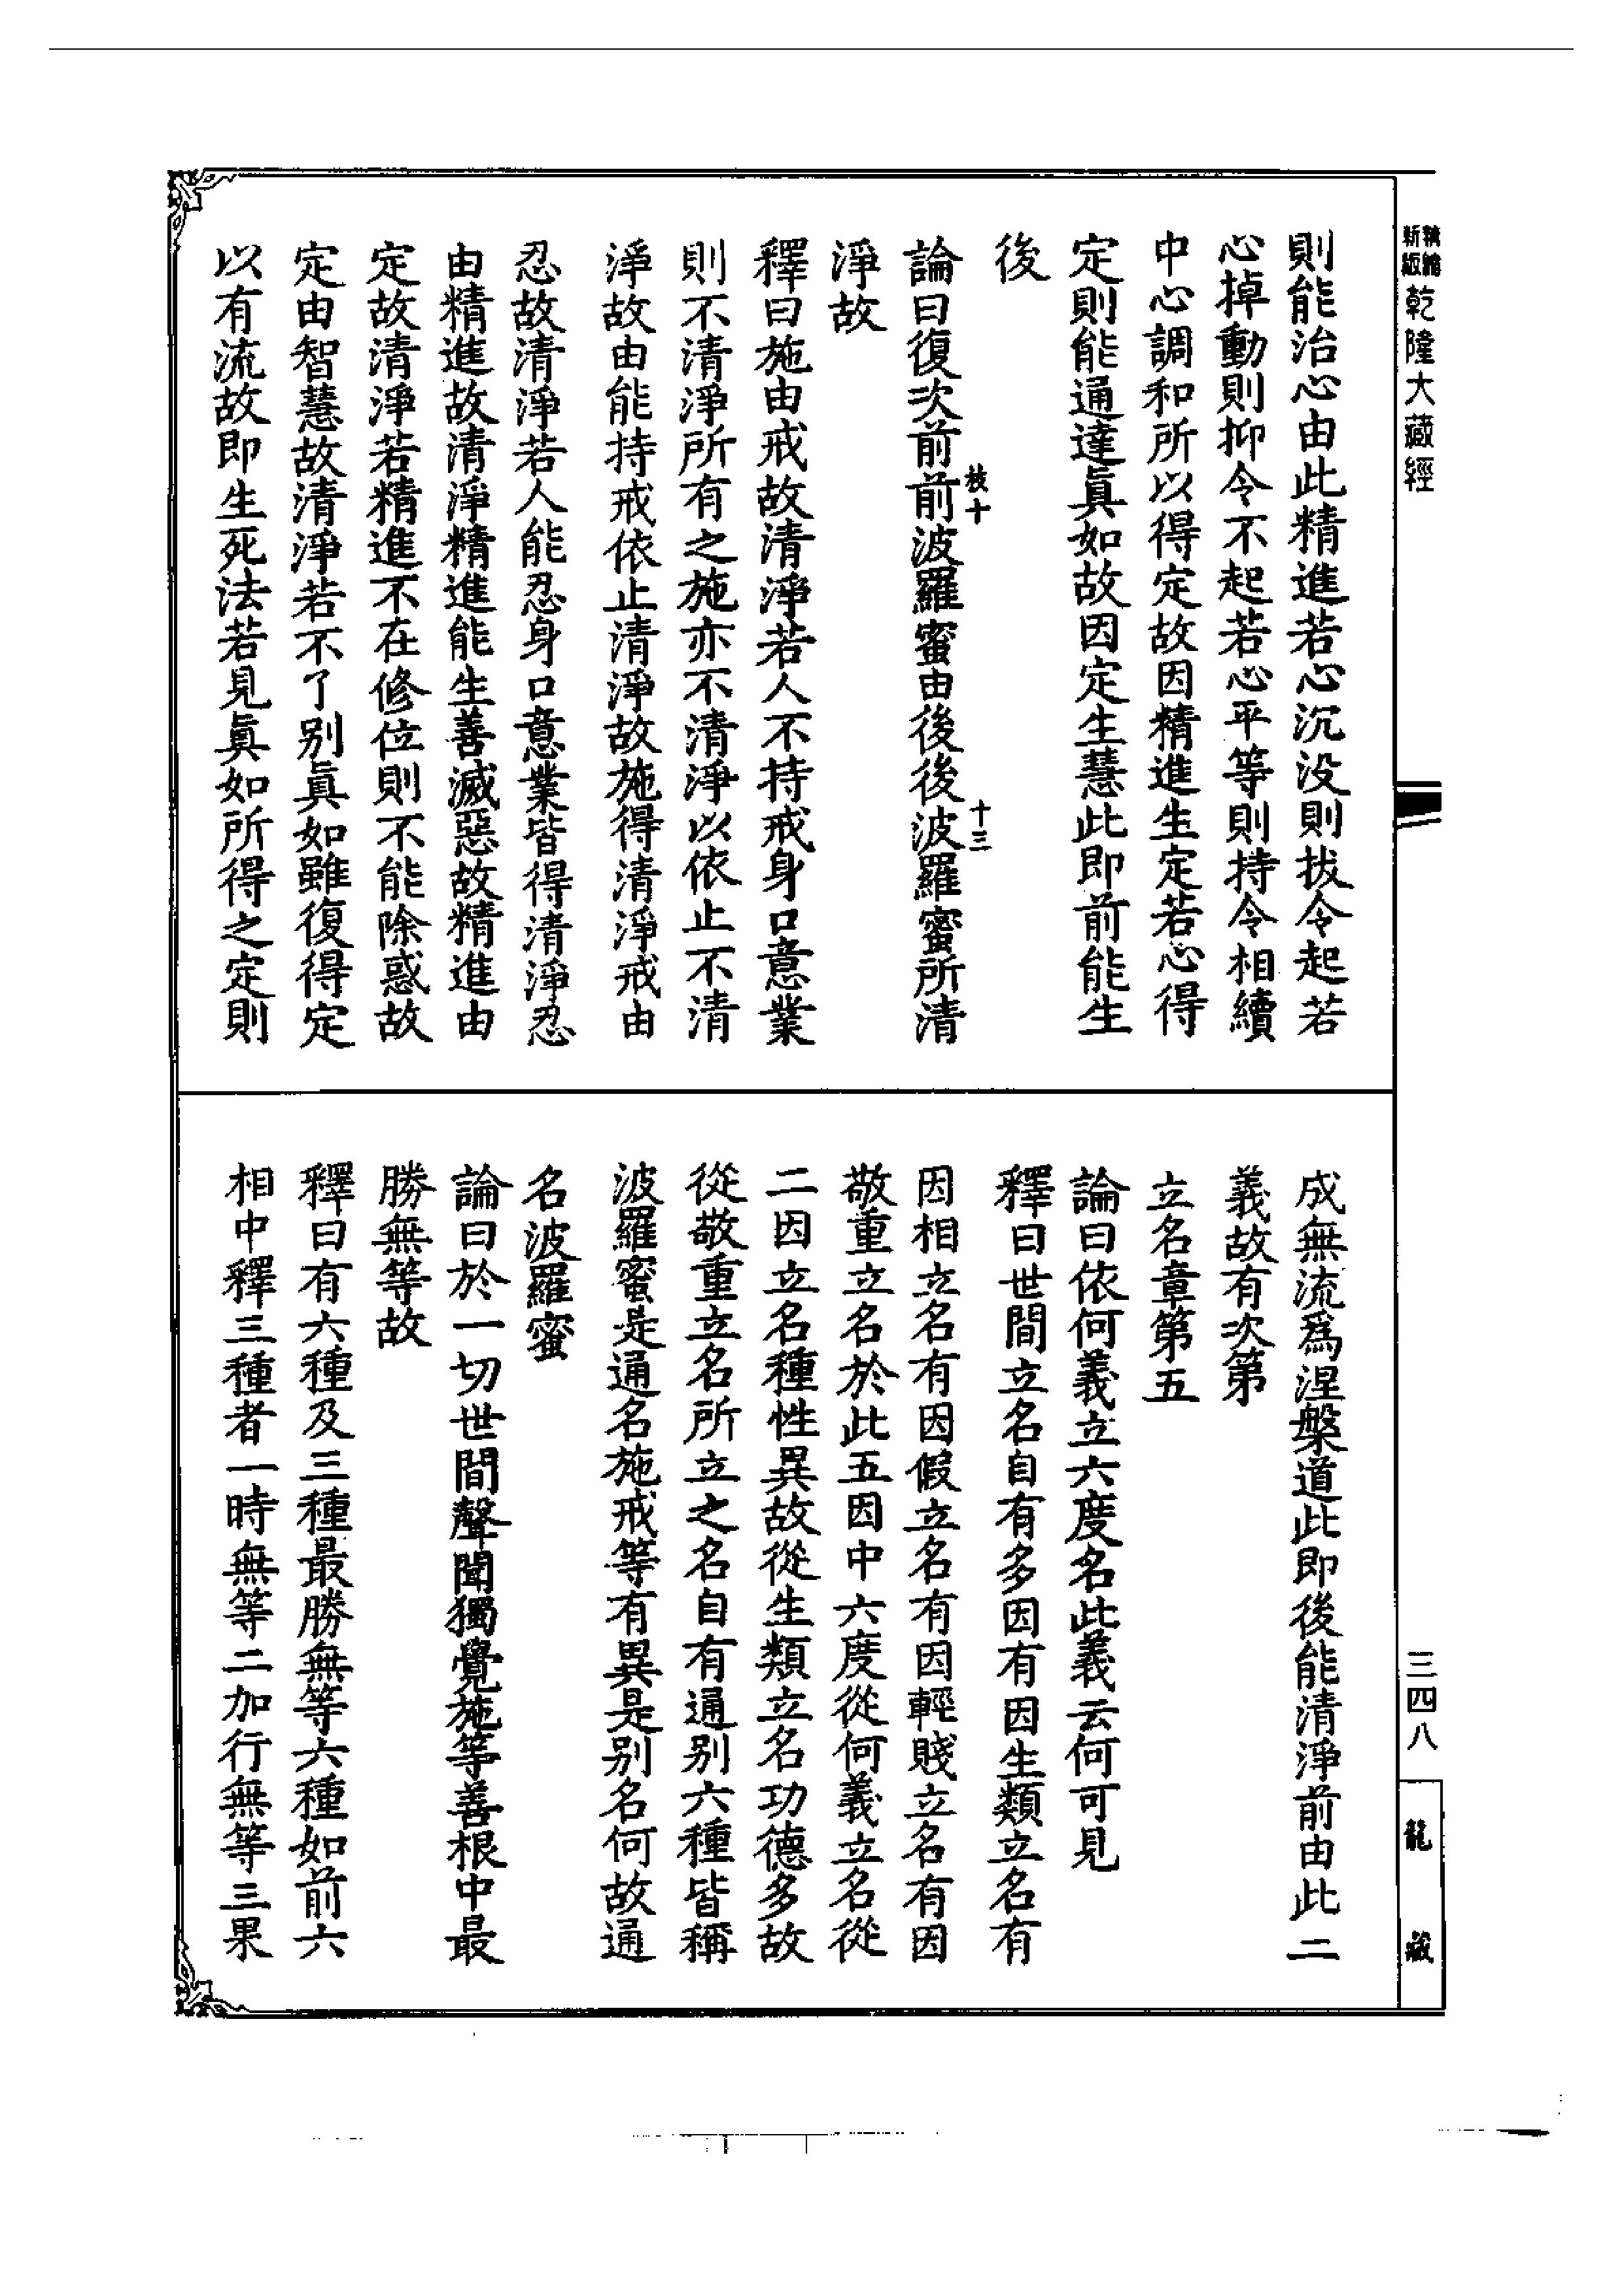 新編縮版乾隆大藏經
三四八
龍藏
則能治心由此精進若心沉没則拔令起若
心掉動則抑令不起若心平等則持令相續
中心調和所以得定故因精進生定若心得
定則能通達眞如故因定生慧此即前能生
後
論曰復次前前波羅蜜由後後波羅蜜所清
枝十
十三
淨故
釋曰施由戒故清淨若人不持戒身口意業
則不清淨所有之施亦不清淨以依止不清
淨故由能持戒依止清淨故施得清淨戒由
忍故清淨若人能忍身口意業皆得清淨忍
由精進故清淨精進能生善滅惡故精進由
定故清淨若精進不在修位則不能除惑故
定由智慧故清淨若不了别眞如雖復得定
以有流故即生死法若見眞如所得之定則
成無流爲涅槃道此即後能清淨前由此二
義故有次第
立名章第五
論曰依何義立六度名此義云何可見
釋曰世間立名自有多因有因生類立名有
因相立名有因假立名有因輕賤立名有因
敬重立名於此五因中六度從何義立名從
二因立名種性異故從生類立名功德多故
從敬重立名所立之名自有通别六種皆稱
波羅蜜是通名施戒等有異是别名何故通
名波羅蜜
論曰於一切世間聲聞獨覺施等善根中最
勝無等故
釋曰有六種及三種最勝無等六種如前六
相中釋三種者一時無等二加行無等三果